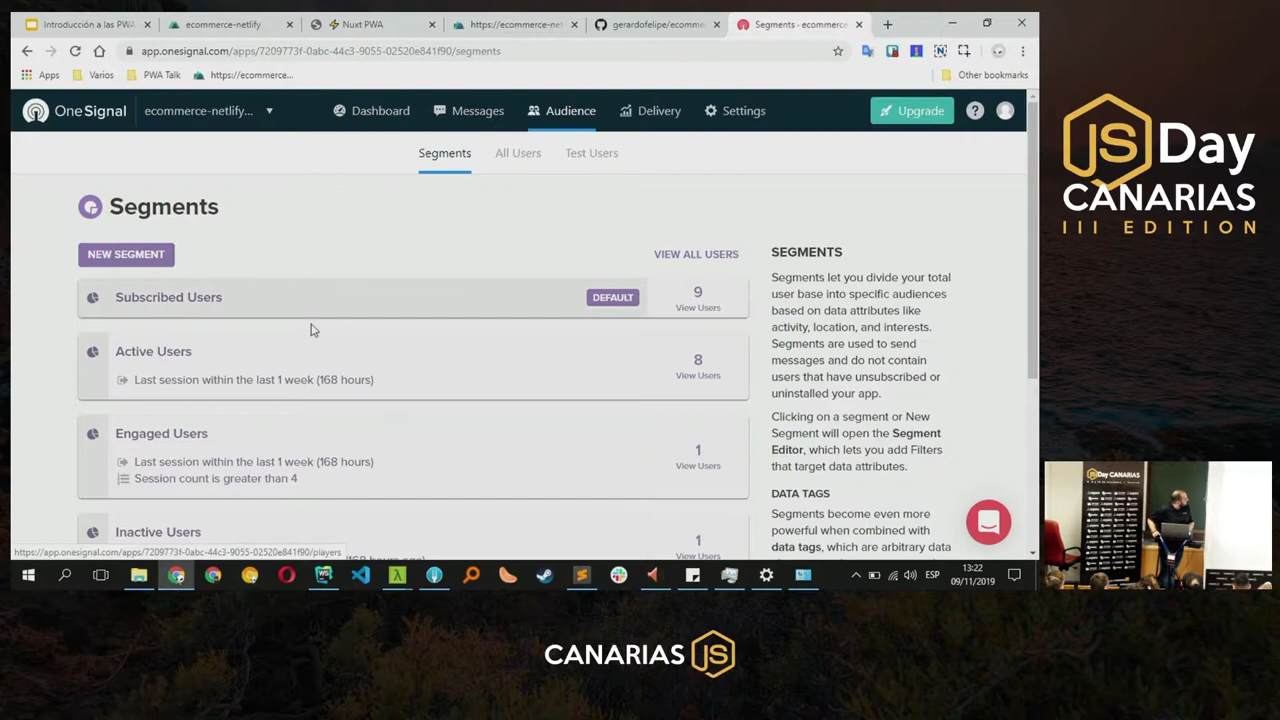 Introducción a las PWA
ecommerce-netlify
Nuxt PWA
https://ecommerce-net
gerardofelipe/ecomme
Segments - ecommerce
app.onesignal.com/apps/7209773f-0abc-44c3-9055-02520e841f90/segments
Apps
Varios
PWA Talk
https://ecommerce...
Other bookmarks
OneSignal
ecommerce-netlify...
Dashboard
Messages
Audience
Delivery
Settings
Upgrade
Segments
All Users
Test Users
Segments
NEW SEGMENT
VIEW ALL USERS
Subscribed Users
DEFAULT
9
View Users
Active Users
Last session within the last 1 week (168 hours)
8
View Users
Engaged Users
Last session within the last 1 week (168 hours)
Session count is greater than 4
1
View Users
Inactive Users
1
SEGMENTS
Segments let you divide your total
user base into specific audiences
based on data attributes like
activity, location, and interests.
Segments are used to send
messages and do not contain
users that have unsubscribed or
uninstalled your app.
Clicking on a segment or New
Segment will open the Segment
Editor, which lets you add Filters
that target data attributes.
DATA TAGS
Segments become even more
powerful when combined with
data tags, which are arbitrary data
https://app.onesignal.com/apps/7209773f-0abc-44c3-9055-02520e841f90/players
ESP
13:22
09/11/2019
JS Day
CANARIAS
III EDITION
JSDay CANARIAS
CANARIAS JS